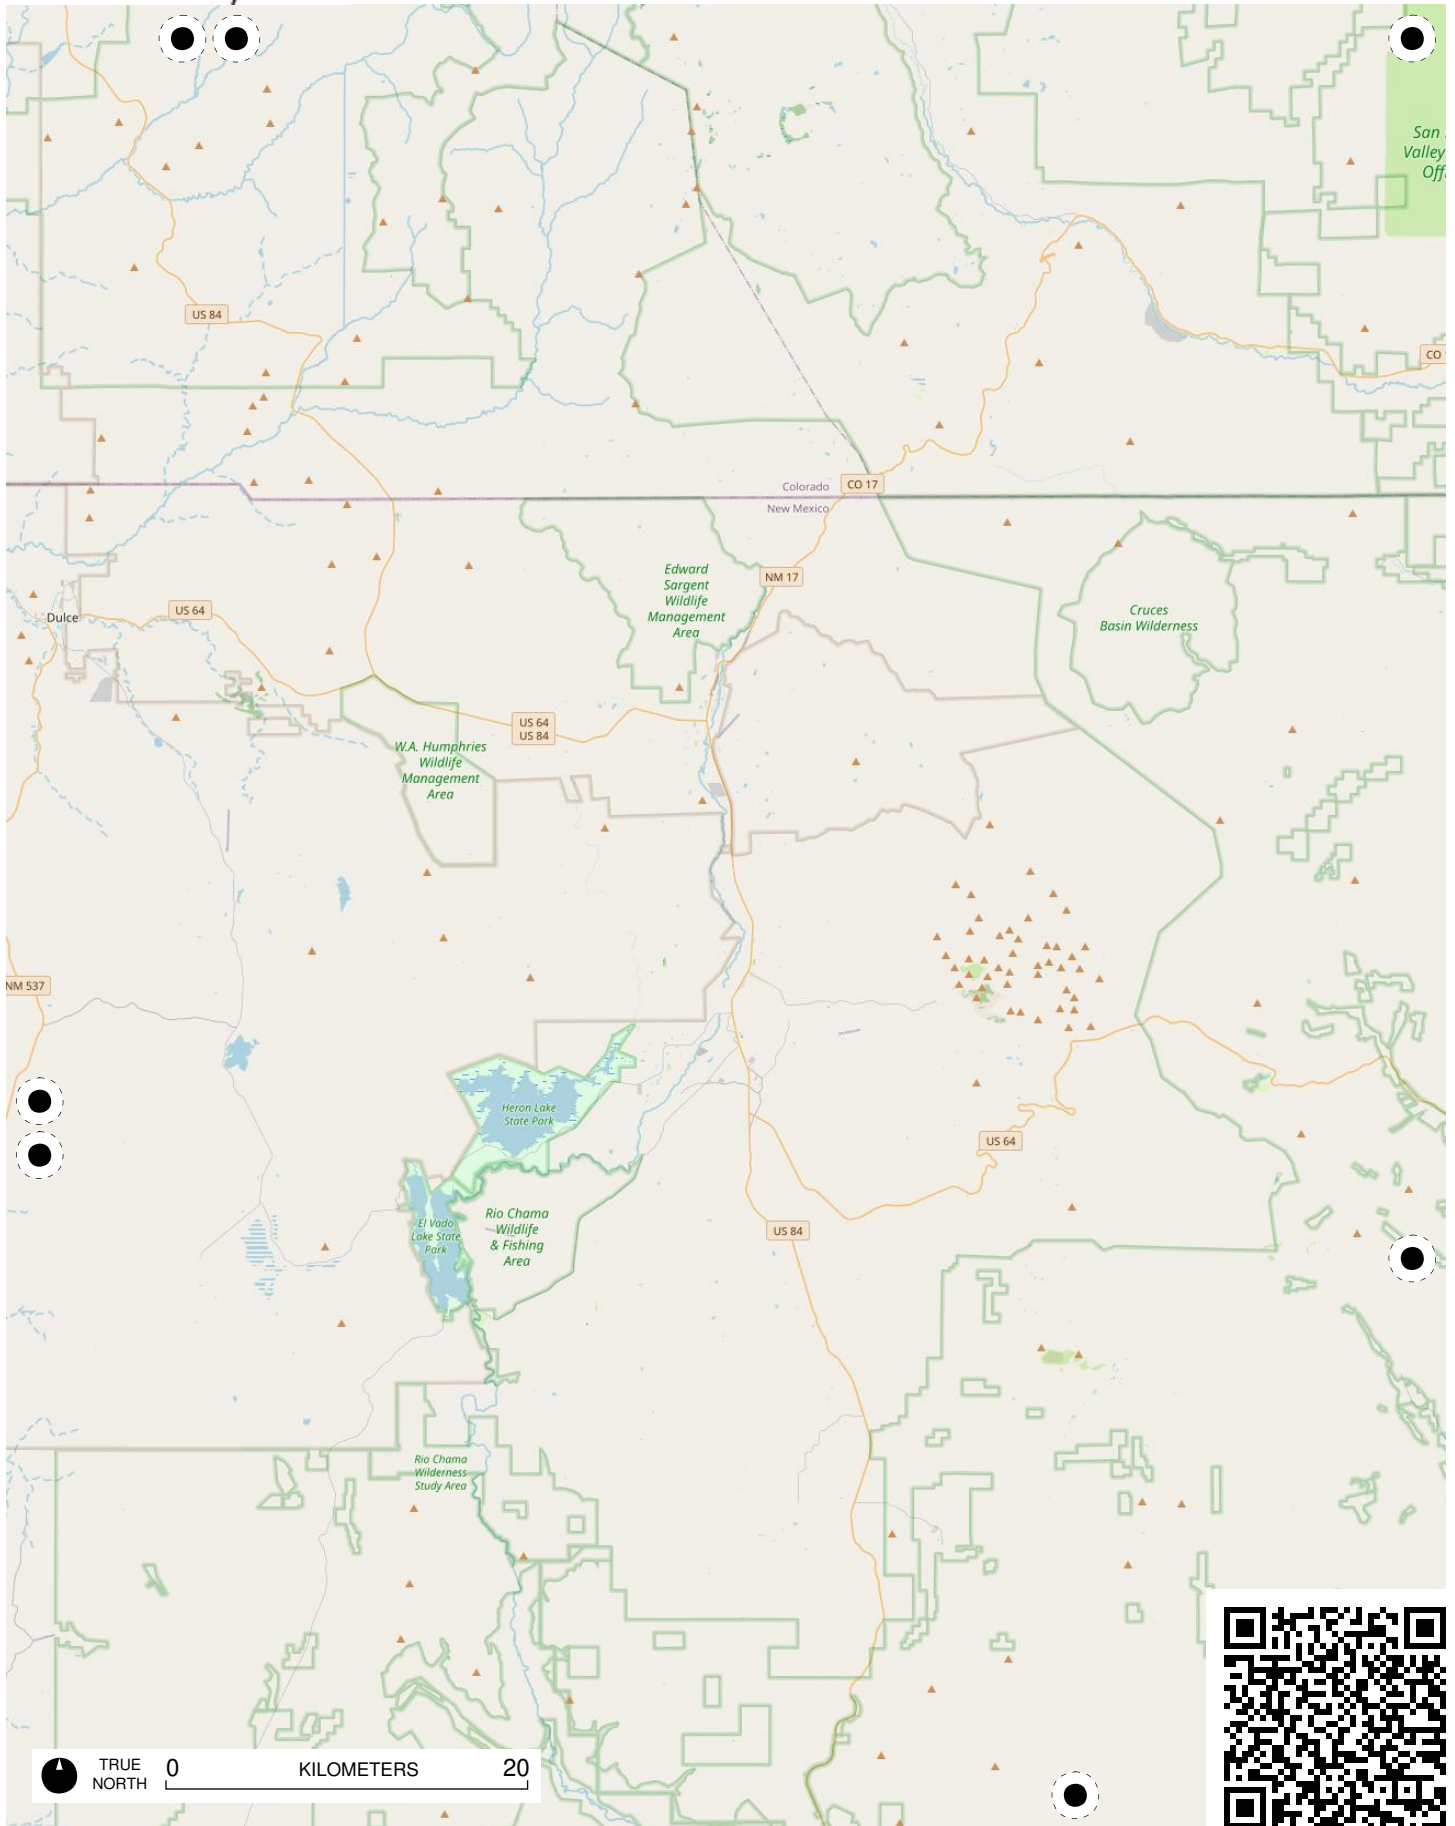 San
Valley
Off
US 84
CO
Colorado
CO 17
New Mexico
Edward
Sargent
Wildlife
Management
Area
NM 17
US 64
Dulce
Cruces
Basin Wilderness
US 64
US 84
W.A. Humphries
Wildlife
Management
Area
NM 537
Heron Lake
State Park
US 64
El Vado
Lake State
Park
Rio Chama
Wildlife
& Fishing
Area
US 84
Rio Chama
Wilderness
Study Area
TRUE
NORTH
0 KILOMETERS 20